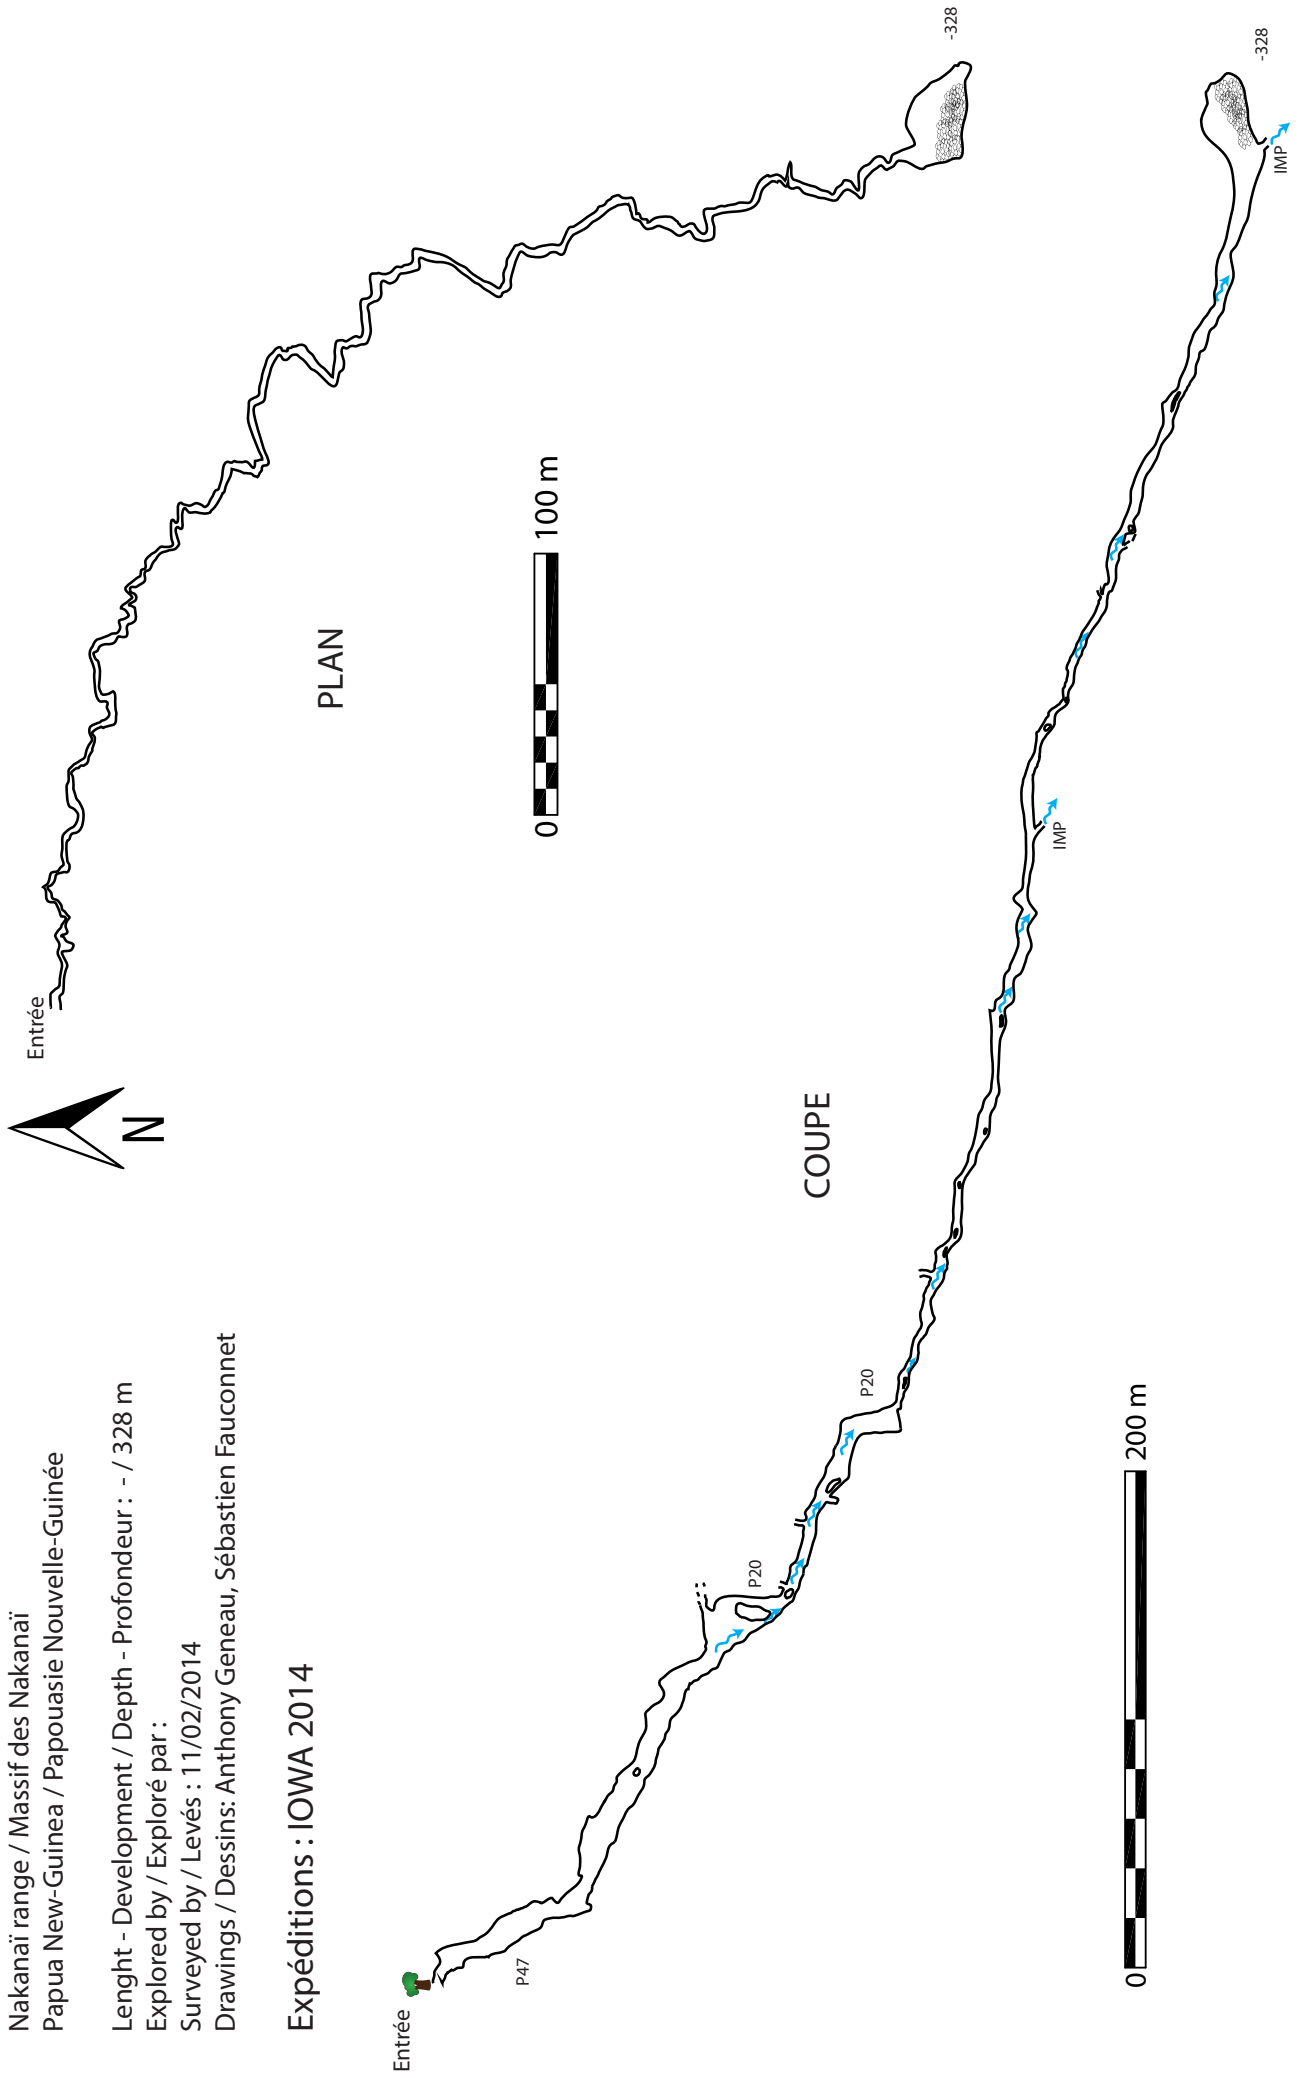 Nakanaï range / Massif des Nakanaï
Papua New-Guinea / Papouasie Nouvelle-Guinée
Lenght - Development / Depth - Profondeur : - / 328 m
Explored by / Exploré par :
Surveyed by / Levés : 11/02/2014
Drawings / Dessins: Anthony Geneau, Sébastien Fauconnet
Expéditions : IOWA 2014
N
Entrée
-328
PLAN
0 100 m
Entrée
P47
P20
P20
COUPE
IMP
IMP
-328
0 200 m